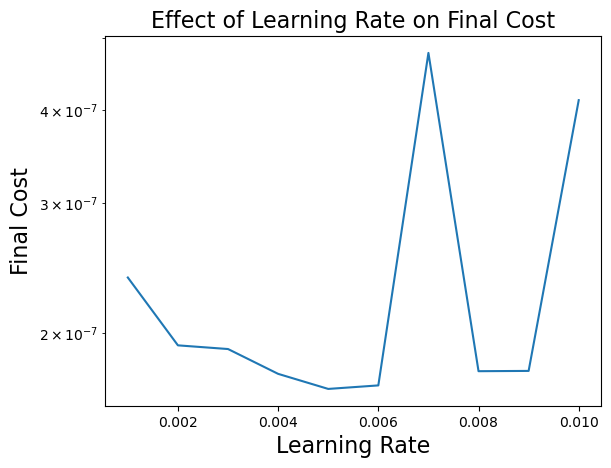 Effect of Learning Rate on Final Cost
4 × 10⁻⁷
3 × 10⁻⁷
2 × 10⁻⁷
Final Cost
0.002 0.004 0.006 0.008 0.010
Learning Rate